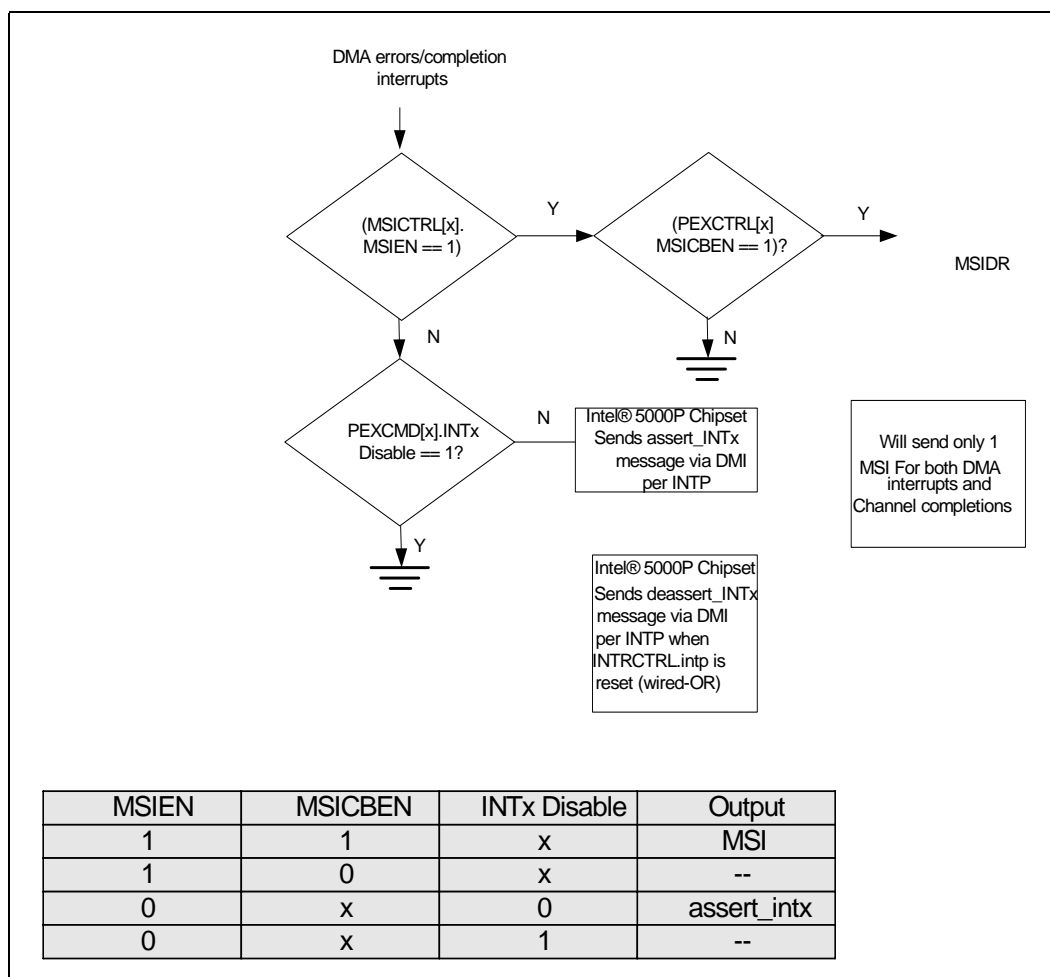 DMA errors/completion
interrupts
(MSICTRL[x].
MSIEN == 1)
Y
(PEXCTRL[x]
MSICBEN == 1)?
Y
MSIDR
N
N
PEXCMD[x].INTx
Disable == 1?
N
Intel® 5000P Chipset
Sends assert_INTx
message via DMI
per INTP
Will send only 1
MSI For both DMA
interrupts and
Channel completions
Y
Intel® 5000P Chipset
Sends deassert_INTx
message via DMI
per INTP when
INTRCTRL.intp is
reset (wired-OR)
MSIEN MSICBEN INTx Disable Output
1 1 x MSI
1 0 x --
0 x 0 assert_intx
0 x 1 --